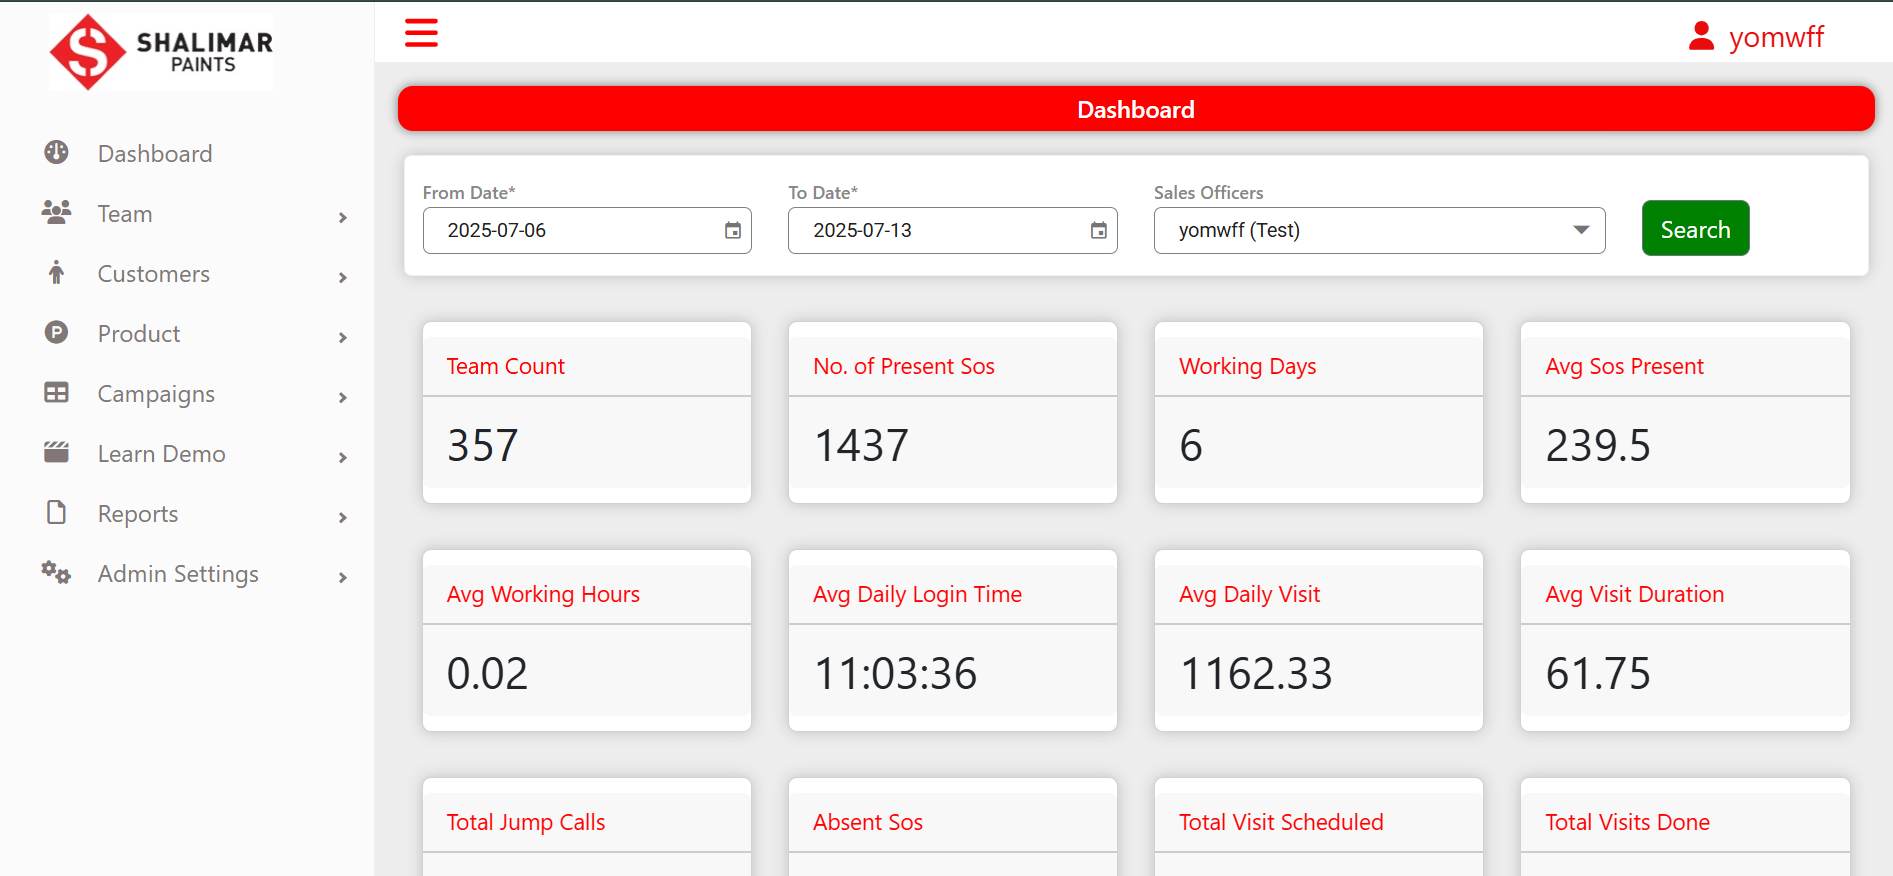 SHALIMAR
PAINTS
yomwff
Dashboard
Dashboard
Team
Customers
Product
Campaigns
Learn Demo
Reports
Admin Settings
From Date*
To Date*
Sales Officers
2025-07-06
2025-07-13
yomwff (Test)
Search
Team Count
357
No. of Present Sos
1437
Working Days
6
Avg Sos Present
239.5
Avg Working Hours
0.02
Avg Daily Login Time
11:03:36
Avg Daily Visit
1162.33
Avg Visit Duration
61.75
Total Jump Calls
Absent Sos
Total Visit Scheduled
Total Visits Done